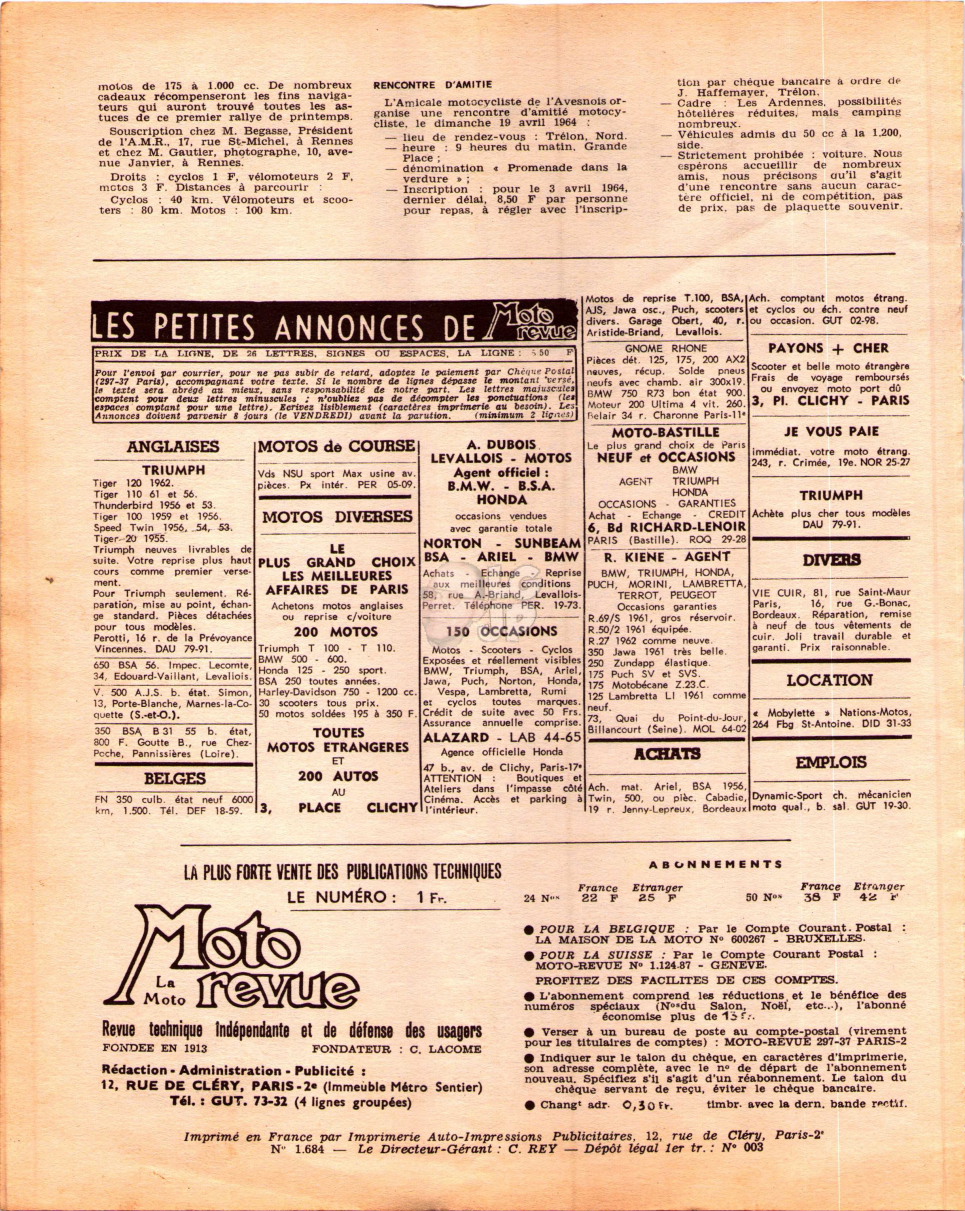 motos de 175 à 1.000 cc. De nombreux
cadeaux récompenseront les fins naviga-
teurs qui auront trouvé toutes les as-
tuces de ce premier rallye de printemps.
Souscription chez M. Begasse, Président
de l'A.M.R., 17, rue St-Michel, à Rennes
et chez M. Gautier, photographe, 10, ave-
nue Janvier, à Rennes.
Droits : cyclos 1 F, vélomoteurs 2 F,
motos 3 F. Distances à parcourir :
Cyclos : 40 km. Vélomoteurs et scoo-
ters : 80 km. Motos : 100 km.
RENCONTRE D'AMITIE
L'Amicale motocycliste de l'Avesnois or-
ganise une rencontre d'amitié motocy-
cliste, le dimanche 19 avril 1964 :
— lieu de rendez-vous : Trélon, Nord.
— heure : 9 heures du matin, Grande
Place ;
— dénomination « Promenade dans la
verdure » ;
— Inscription : pour le 3 avril 1964,
dernier délai, 8,50 F par personne
pour repas, à régler avec l'inscrip-
tion par chèque bancaire à ordre de
J. Haffemayer, Trélon.
— Cadre : Les Ardennes, possibilités
hôtelières réduites, mais camping
nombreux.
— Véhicules admis du 50 cc à la 1.200,
side.
— Strictement prohibée : voiture. Nous
espérons accueillir de nombreux
amis, nous précisons qu'il s'agit
d'une rencontre sans aucun carac-
tère officiel, ni de compétition, pas
de prix, pas de plaquette souvenir.
LES PETITES ANNONCES DE Moto revue
PRIX DE LA LIGNE, DE 26 LETTRES, SIGNES OU ESPACES, LA LIGNE : 50 F
Pour l'envoi par courrier, pour ne pas subir de retard, adoptez le paiement par Chèque Postal
(297-37 Paris), accompagnant votre texte. Si le nombre de lignes dépasse le montant versé,
le texte sera abrégé au mieux, sans responsabilité de notre part. Les lettres majuscules
comptent pour deux lettres minuscules ; n'oubliez pas de décompter les ponctuations (les
espaces comptant pour une lettre). Ecrivez lisiblement (caractères imprimerie au besoin). Les
Annonces doivent parvenir 8 jours (le VENDREDI) avant la parution. (minimum 2 lignes)
ANGLAISES
TRIUMPH
Tiger 120 1962.
Tiger 110 61 et 56.
Thunderbird 1956 et 53.
Tiger 100 1959 et 1956.
Speed Twin 1956, 54, 53.
Tiger-20 1955.
Triumph neuves livrables de
suite. Votre reprise plus haut
cours comme premier verse-
ment.
Pour Triumph seulement. Ré-
paration, mise au point, échan-
ge standard. Pièces détachées
pour tous modèles.
Perotti, 16 r. de la Prévoyance
Vincennes. DAU 79-91.
650 BSA 56. Impec. Lecomte,
34, Edouard-Vaillant, Levallois.
V. 500 A.J.S. b. état. Simon,
13, Porte-Blanche, Marnes-la-Co-
quette (S.-et-O.).
350 BSA B 31 55 b. état,
800 F. Goutte B., rue Chez-
Poche, Pannissières (Loire).
BELGES
FN 350 culb. état neuf 6000
km, 1.500. Tél. DEF 18-59.
MOTOS de COURSE
Vds NSU sport Max usine av.
pièces. Px intér. PER 05-09.
MOTOS DIVERSES
LE
PLUS GRAND CHOIX
LES MEILLEURES
AFFAIRES DE PARIS
Achetons motos anglaises
ou reprise c/voiture
200 MOTOS
Triumph T 100 - T 110.
BMW 500 - 600.
Honda 125 - 250 sport.
BSA 250 toutes années.
Harley-Davidson 750 - 1200 cc.
30 scooters tous prix.
50 motos soldées 195 à 350 F.
TOUTES
MOTOS ETRANGERES
ET
200 AUTOS
AU
3, PLACE CLICHY
A. DUBOIS
LEVALLOIS - MOTOS
Agent officiel :
B.M.W. - B.S.A.
HONDA
occasions vendues
avec garantie totale
NORTON - SUNBEAM
BSA - ARIEL - BMW
Achats - Echange - Reprise
aux meilleures conditions
58, rue A.-Briand, Levallois-
Perret. Téléphone PER. 19-73.
150 OCCASIONS
Motos - Scooters - Cyclos
Exposées et réellement visibles
BMW, Triumph, BSA, Ariel,
Jawa, Puch, Norton, Honda,
Vespa, Lambretta, Rumi
et cyclos toutes marques.
Crédit de suite avec 50 Frs.
Assurance annuelle comprise.
ALAZARD - LAB 44-65
Agence officielle Honda
47 b., av. de Clichy, Paris-17e
ATTENTION : Boutiques et
Ateliers dans l'impasse côté
Cinéma. Accès et parking à
l'intérieur.
Motos de reprise T.100, BSA,
AJS, Jawa osc., Puch, scooters
divers. Garage Obert, 40, r.
Aristide-Briand, Levallois.
GNOME RHONE
Pièces dét. 125, 175, 200 AX2
neuves, récup. Solde pneus
neufs avec chamb. air 300x19.
BMW 750 R73 bon état 900.
Moteur 200 Ultima 4 vit. 260.
Belair 34 r. Charonne Paris-11e
MOTO-BASTILLE
Le plus grand choix de Paris
NEUF et OCCASIONS
BMW
AGENT TRIUMPH
HONDA
OCCASIONS - GARANTIES
Achat - Echange - CREDIT
6, Bd RICHARD-LENOIR
PARIS (Bastille). ROQ 29-28
R. KIENE - AGENT
BMW, TRIUMPH, HONDA,
PUCH, MORINI, LAMBRETTA,
TERROT, PEUGEOT
Occasions garanties
R.69/S 1961, gros réservoir.
R.50/2 1961 équipée.
R.27 1962 comme neuve.
350 Jawa 1961 très belle.
250 Zundapp élastique.
175 Puch SV et SVS.
175 Motobécane Z.23.C.
125 Lambretta LI 1961 comme
neuf.
73, Quai du Point-du-Jour,
Billancourt (Seine). MOL 64-02
ACHATS
Ach. mat. Ariel, BSA 1956,
Twin, 500, ou pièc. Cabadie,
19 r. Jenny-Lepreux, Bordeaux
Ach. comptant motos étrang.
et cyclos ou éch. contre neuf
ou occasion. GUT 02-98.
PAYONS + CHER
Scooter et belle moto étrangère
Frais de voyage remboursés
ou envoyez moto port dû
3, Pl. CLICHY - PARIS
JE VOUS PAIE
immédiat. votre moto étrang.
243, r. Crimée, 19e. NOR 25-27
TRIUMPH
Achète plus cher tous modèles
DAU 79-91.
DIVERS
VIE CUIR, 81, rue Saint-Maur
Paris, 16, rue G.-Bonac,
Bordeaux. Réparation, remise
à neuf de tous vêtements de
cuir. Joli travail durable et
garanti. Prix raisonnable.
LOCATION
« Mobylette » Nations-Motos,
264 Fbg St-Antoine. DID 31-33
EMPLOIS
Dynamic-Sport ch. mécanicien
moto qual., b. sal. GUT 19-30.
LA PLUS FORTE VENTE DES PUBLICATIONS TECHNIQUES
LE NUMÉRO : 1 Fr.
La Moto
Moto revue
Revue technique indépendante et de défense des usagers
FONDEE EN 1913 FONDATEUR : C. LACOME
Rédaction - Administration - Publicité :
12, RUE DE CLÉRY, PARIS-2e (Immeuble Métro Sentier)
Tél. : GUT. 73-32 (4 lignes groupées)
ABONNEMENTS
France Etranger France Etranger
24 Nos 22 F 25 F 50 Nos 38 F 42 F
● POUR LA BELGIQUE : Par le Compte Courant Postal :
LA MAISON DE LA MOTO N° 600267 - BRUXELLES.
● POUR LA SUISSE : Par le Compte Courant Postal :
MOTO-REVUE N° 1.124.87 - GENEVE.
PROFITEZ DES FACILITES DE CES COMPTES.
● L'abonnement comprend les réductions et le bénéfice des
numéros spéciaux (Nos du Salon, Noël, etc...), l'abonné
économise plus de 13 Fr.
● Verser à un bureau de poste au compte-postal (virement
pour les titulaires de comptes) : MOTO-REVUE 297-37 PARIS-2
● Indiquer sur le talon du chèque, en caractères d'imprimerie,
son adresse complète, avec le n° de départ de l'abonnement
nouveau. Spécifiez s'il s'agit d'un réabonnement. Le talon du
chèque servant de reçu, éviter le chèque bancaire.
● Changt adr. 0,30 Fr. timbr. avec la dern. bande rectif.
Imprimé en France par Imprimerie Auto-Impressions Publicitaires, 12, rue de Cléry, Paris-2e
N° 1.684 — Le Directeur-Gérant : C. REY — Dépôt légal 1er tr. : N° 003